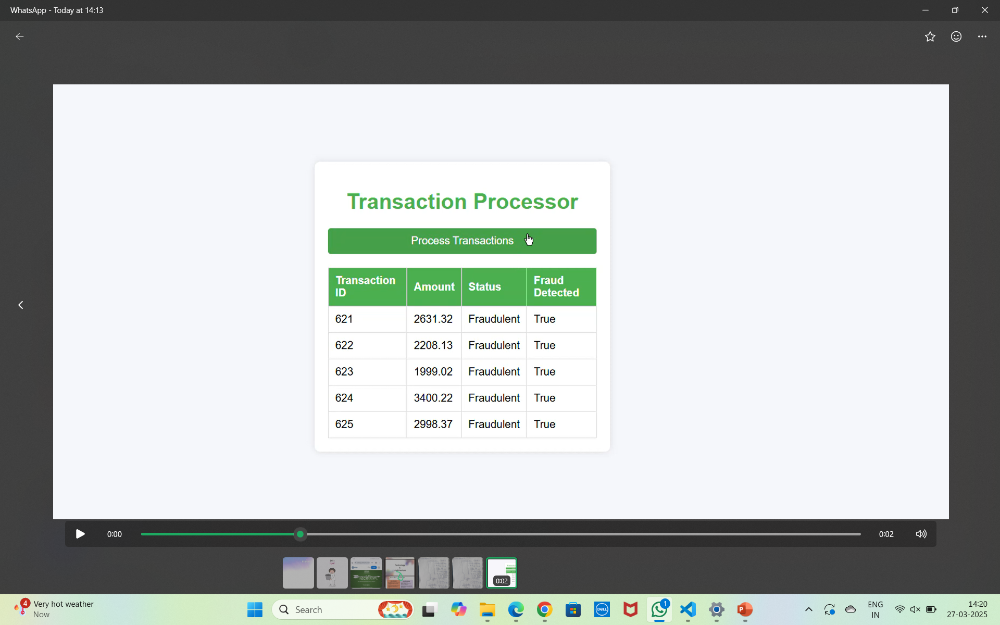 WhatsApp - Today at 14:13
Transaction Processor
Process Transactions
Transaction ID Amount Status Fraud Detected
621 2631.32 Fraudulent True
622 2208.13 Fraudulent True
623 1999.02 Fraudulent True
624 3400.22 Fraudulent True
625 2998.37 Fraudulent True
0:00 0:02
0:02
4 Very hot weather
Now
Search
DELL
1
P
ENG
IN
14:20
27-03-2025